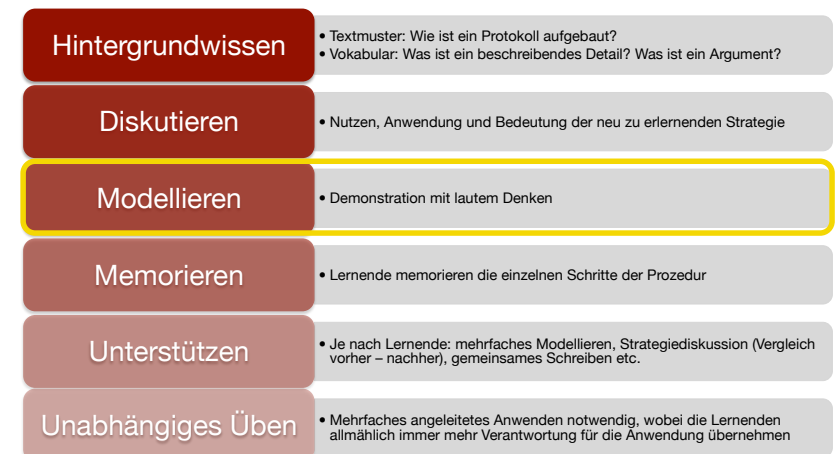 Hintergrundwissen
• Textmuster: Wie ist ein Protokoll aufgebaut?
• Vokabular: Was ist ein beschreibendes Detail? Was ist ein Argument?
Diskutieren
• Nutzen, Anwendung und Bedeutung der neu zu erlernenden Strategie
Modellieren
• Demonstration mit lautem Denken
Memorieren
• Lernende memorieren die einzelnen Schritte der Prozedur
Unterstützen
• Je nach Lernende: mehrfaches Modellieren, Strategiediskussion (Vergleich
vorher – nachher), gemeinsames Schreiben etc.
Unabhängiges Üben
• Mehrfaches angeleitetes Anwenden notwendig, wobei die Lernenden
allmählich immer mehr Verantwortung für die Anwendung übernehmen